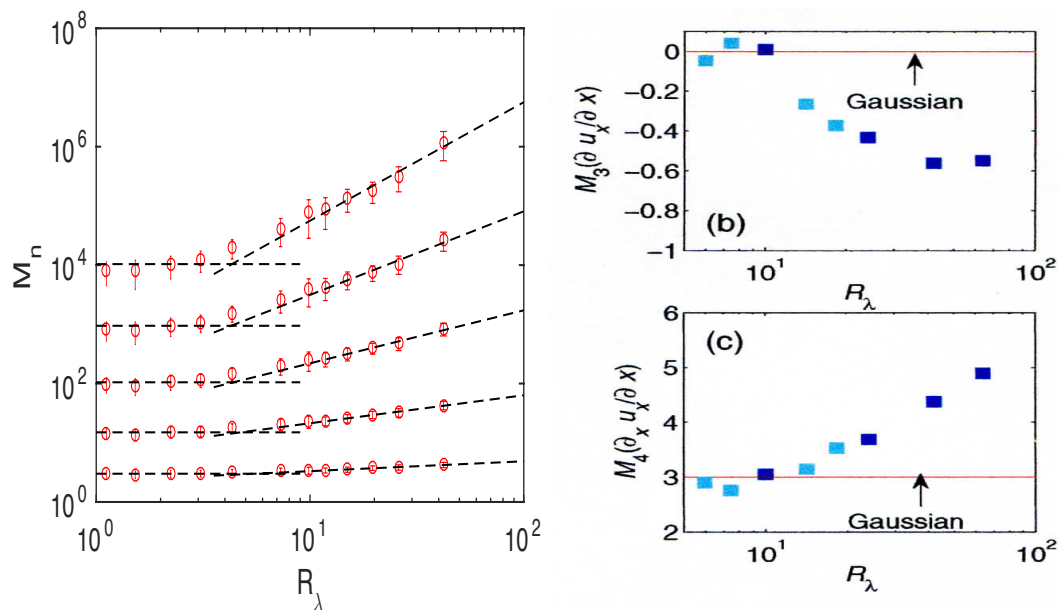 10^8
10^6
10^4
10^2
10^0
M_n
10^0
10^1
10^2
R_λ
0
−0.2
−0.4
−0.6
−0.8
−1
M_3(∂ u_x/∂ x)
Gaussian
(b)
10^1
10^2
R_λ
6
5
4
3
2
M_4(∂_x u_x/∂ x)
(c)
Gaussian
10^1
10^2
R_λ